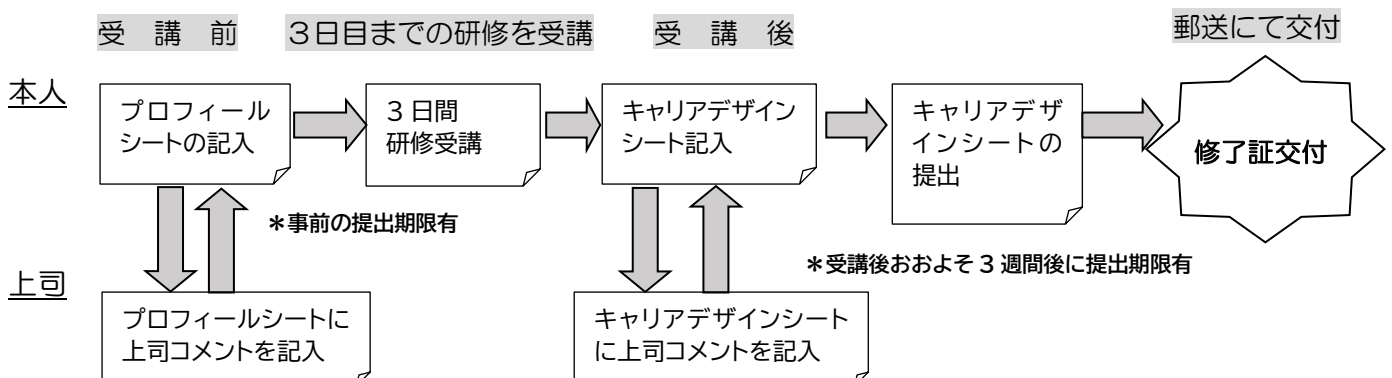 受 講 前
３日目までの研修を受講
受 講 後
郵送にて交付
本人
プロフィール
シートの記入
3 日間
研修受講
キャリアデザイン
シート記入
キャリアデザ
インシートの
提出
修了証交付
＊事前の提出期限有
＊受講後おおよそ 3 週間後に提出期限有
上司
プロフィールシートに
上司コメントを記入
キャリアデザインシート
に上司コメントを記入